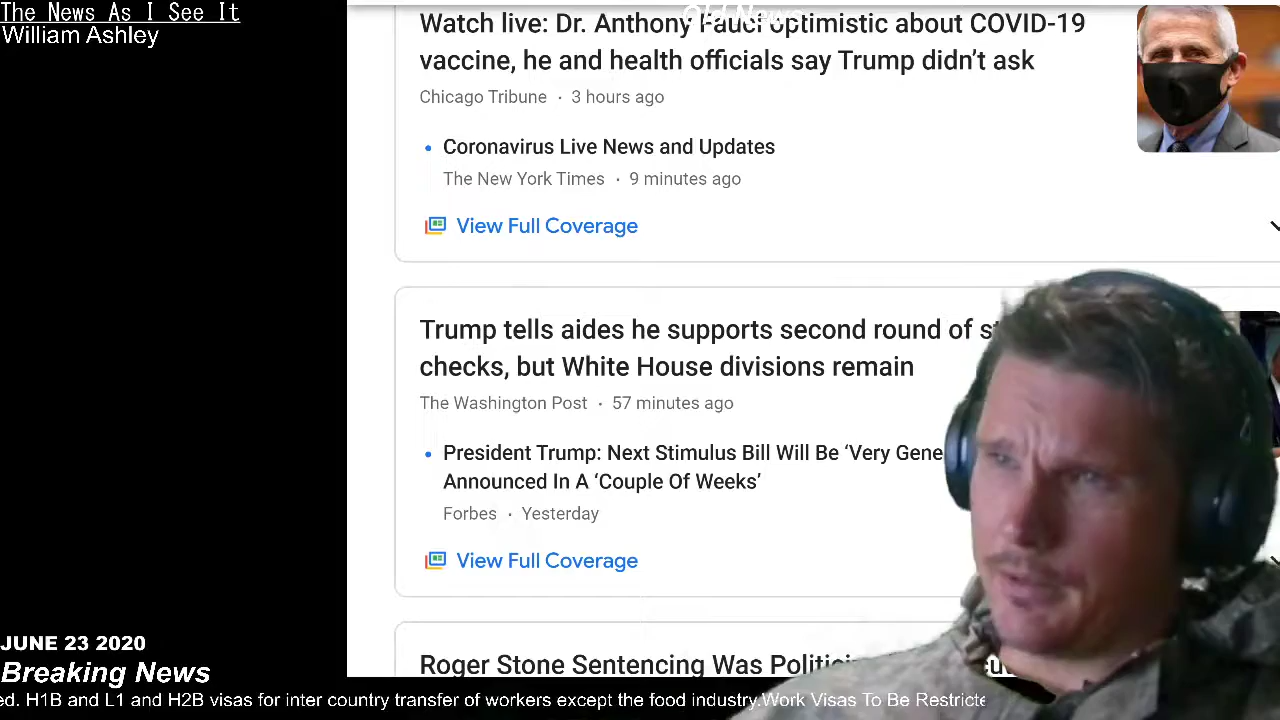 The News As I See It
William Ashley
Old News
Watch live: Dr. Anthony Fauci optimistic about COVID-19
vaccine, he and health officials say Trump didn't ask
Chicago Tribune · 3 hours ago
• Coronavirus Live News and Updates
The New York Times · 9 minutes ago
View Full Coverage
Trump tells aides he supports second round of
checks, but White House divisions remain
The Washington Post · 57 minutes ago
• President Trump: Next Stimulus Bill Will Be ‘Very Gene
Announced In A ‘Couple Of Weeks’
Forbes · Yesterday
View Full Coverage
Roger Stone Sentencing Was
JUNE 23 2020
Breaking News
ed. H1B and L1 and H2B visas for inter country transfer of workers except the food industry.Work Visas To Be Restricte